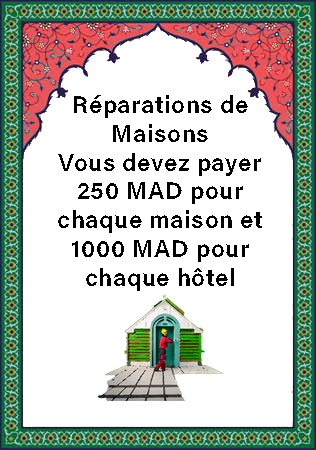 Réparations de
Maisons
Vous devez payer
250 MAD pour
chaque maison et
1000 MAD pour
chaque hôtel